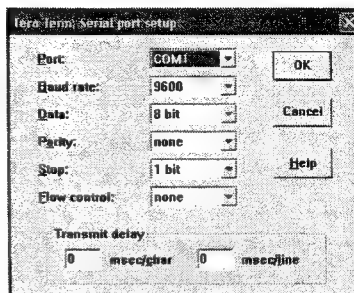 Tera Term: Serial port setup
Port: COM1 OK
Baud rate: 9600
Data: 8 bit Cancel
Parity: none
Stop: 1 bit Help
Flow control: none
Transmit delay
0 msec/char 0 msec/line